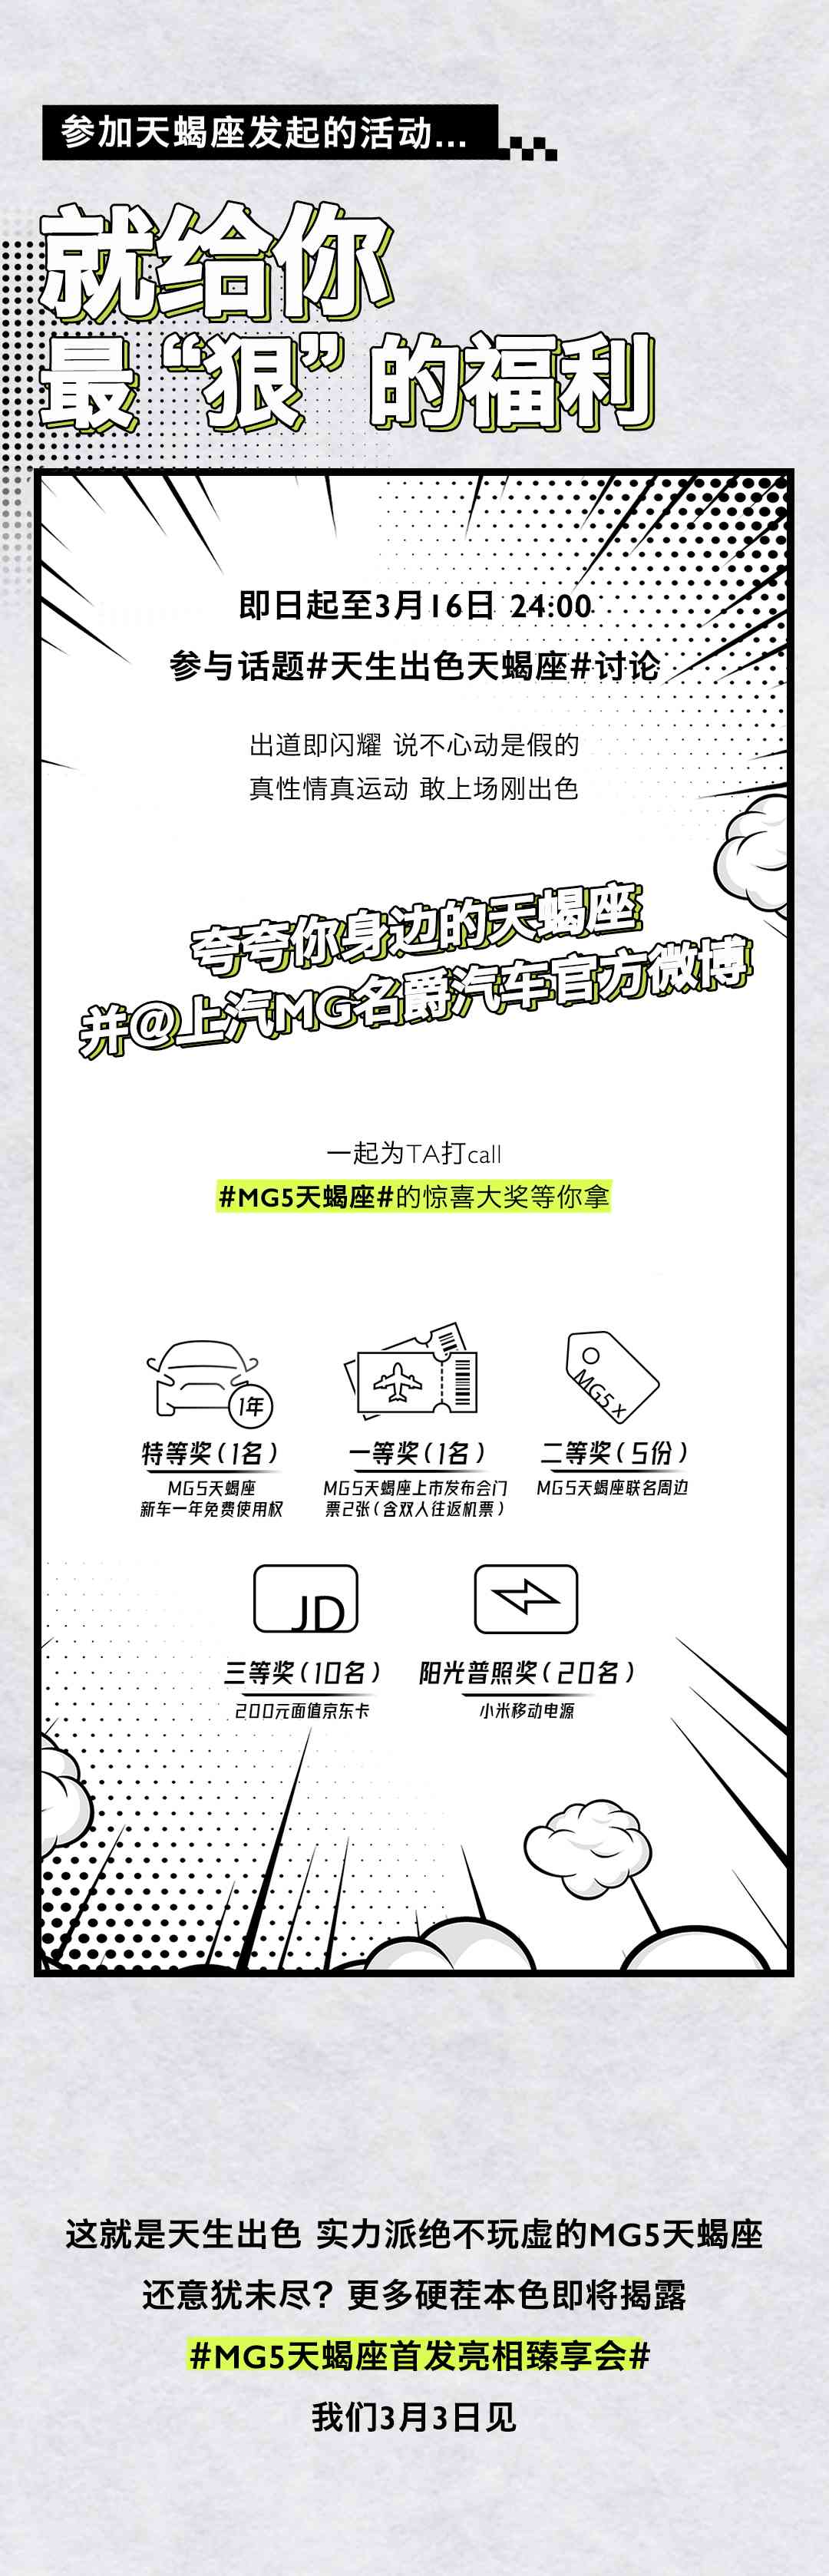 参加天蝎座发起的活动...
就给你
最“狠”的福利
即日起至3月16日 24:00
参与话题#天生出色天蝎座#讨论
出道即闪耀 说不心动是假的
真性情真运动 敢上场刚出色
夸夸你身边的天蝎座
并@上汽MG名爵汽车官方微博
一起为TA打call
#MG5天蝎座#的惊喜大奖等你拿
1年
MG5 X
特等奖(1名)
一等奖(1名)
二等奖(5份)
MG5天蝎座
新车一年免费使用权
MG5天蝎座上市发布会门
票2张(含双人往返机票)
MG5天蝎座联名周边
JD
三等奖(10名)
阳光普照奖(20名)
200元面值京东卡
小米移动电源
这就是天生出色 实力派绝不玩虚的MG5天蝎座
还意犹未尽? 更多硬茬本色即将揭露
#MG5天蝎座首发亮相臻享会#
我们3月3日见